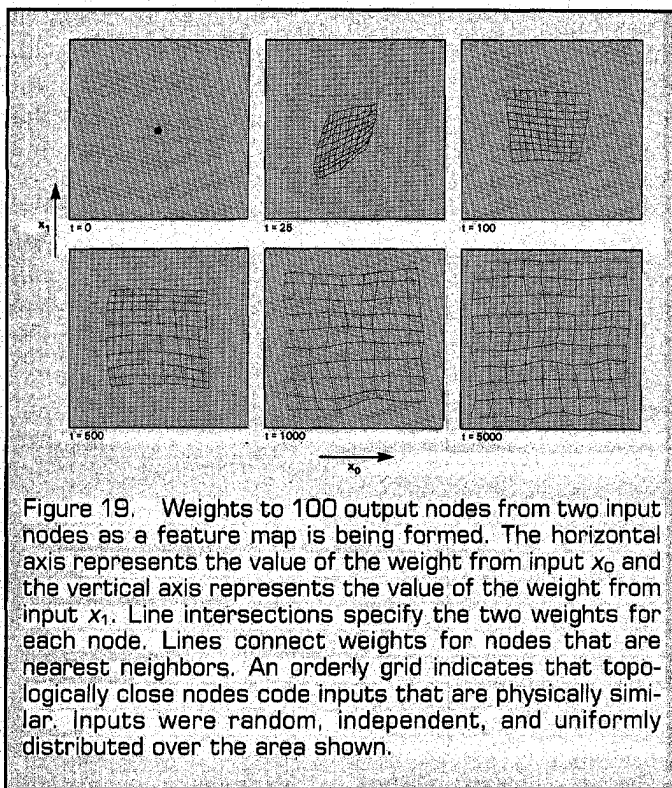 t = 0
t = 25
t = 100
x1
t = 500
t = 1000
t = 5000
x0
Figure 19. Weights to 100 output nodes from two input
nodes as a feature map is being formed. The horizontal
axis represents the value of the weight from input x0 and
the vertical axis represents the value of the weight from
input x1. Line intersections specify the two weights for
each node. Lines connect weights for nodes that are
nearest neighbors. An orderly grid indicates that topo-
logically close nodes code inputs that are physically simi-
lar. Inputs were random, independent, and uniformly
distributed over the area shown.